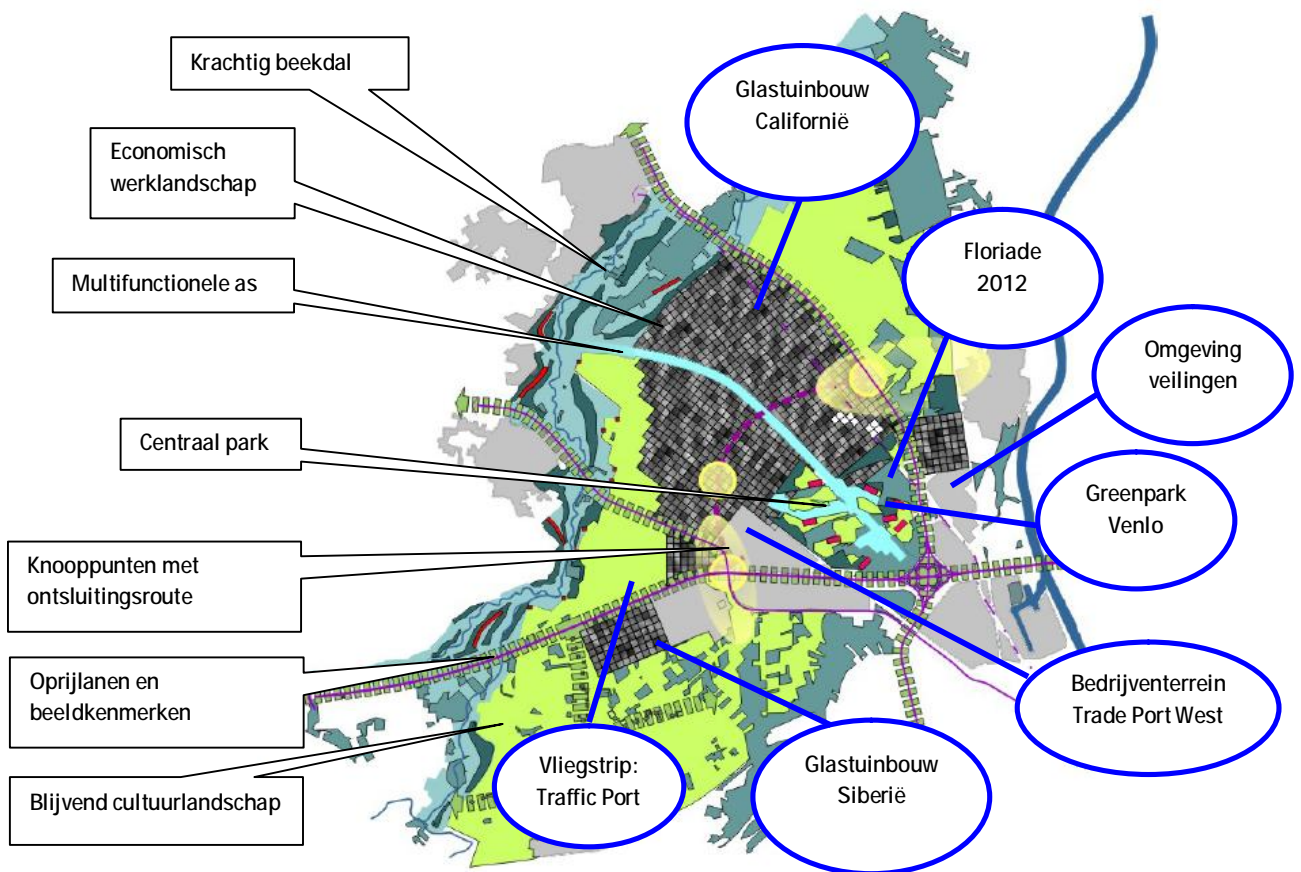 Krachtig beekdal
Economisch
werklandschap
Multifunctionele as
Centraal park
Knooppunten met
ontsluitingsroute
Oprijlanen en
beeldkenmerken
Blijvend cultuurlandschap
Glastuinbouw
Californië
Floriade
2012
Omgeving
veilingen
Greenpark
Venlo
Bedrijventerrein
Trade Port West
Glastuinbouw
Siberië
Vliegstrip:
Traffic Port